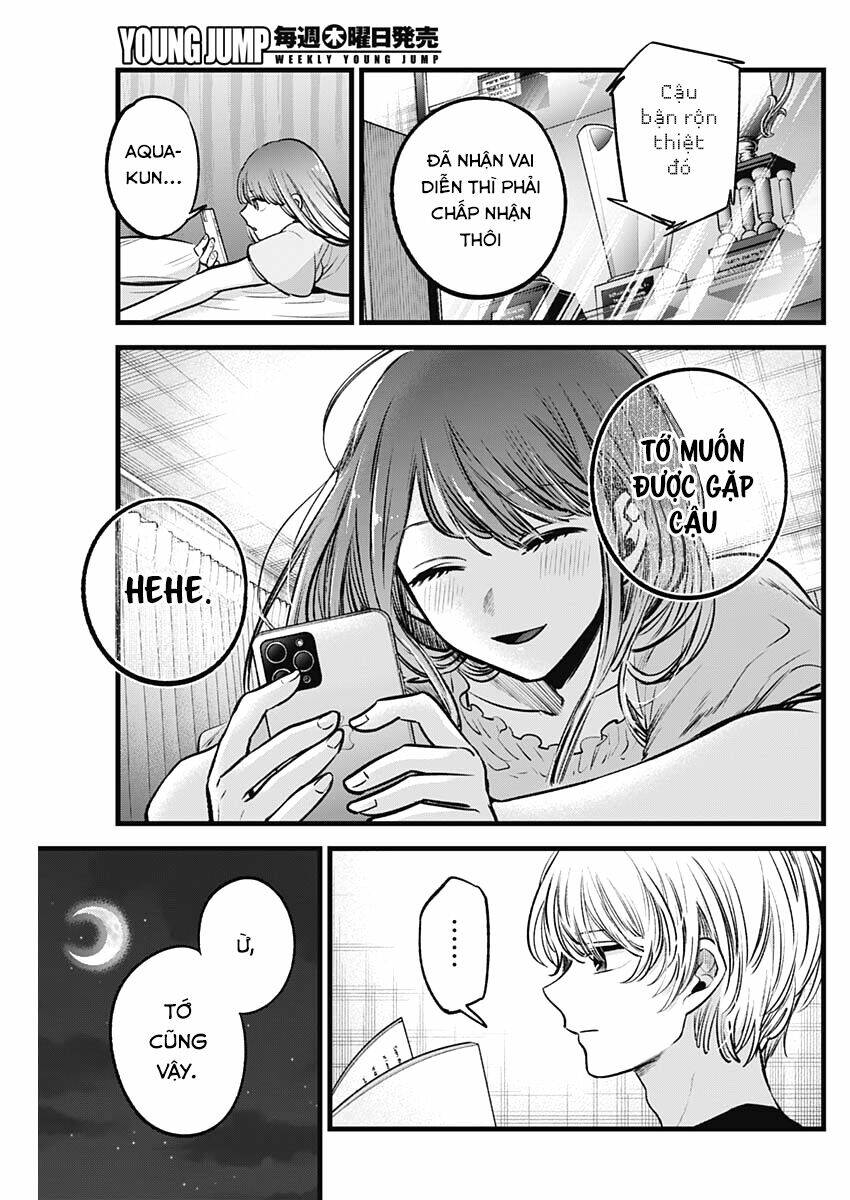 YOUNG JUMP 毎週木曜日発売
WEEKLY YOUNG JUMP
Cậu
bận rộn
thiệt
đó
ĐÃ NHẬN VAI
DIỄN THÌ PHẢI
CHẤP NHẬN
THÔI
AQUA-
KUN...
TỚ MUỐN
ĐƯỢC GẶP
CẬU
HEHE.
......
Ừ,
TỚ
CŨNG
VẬY.